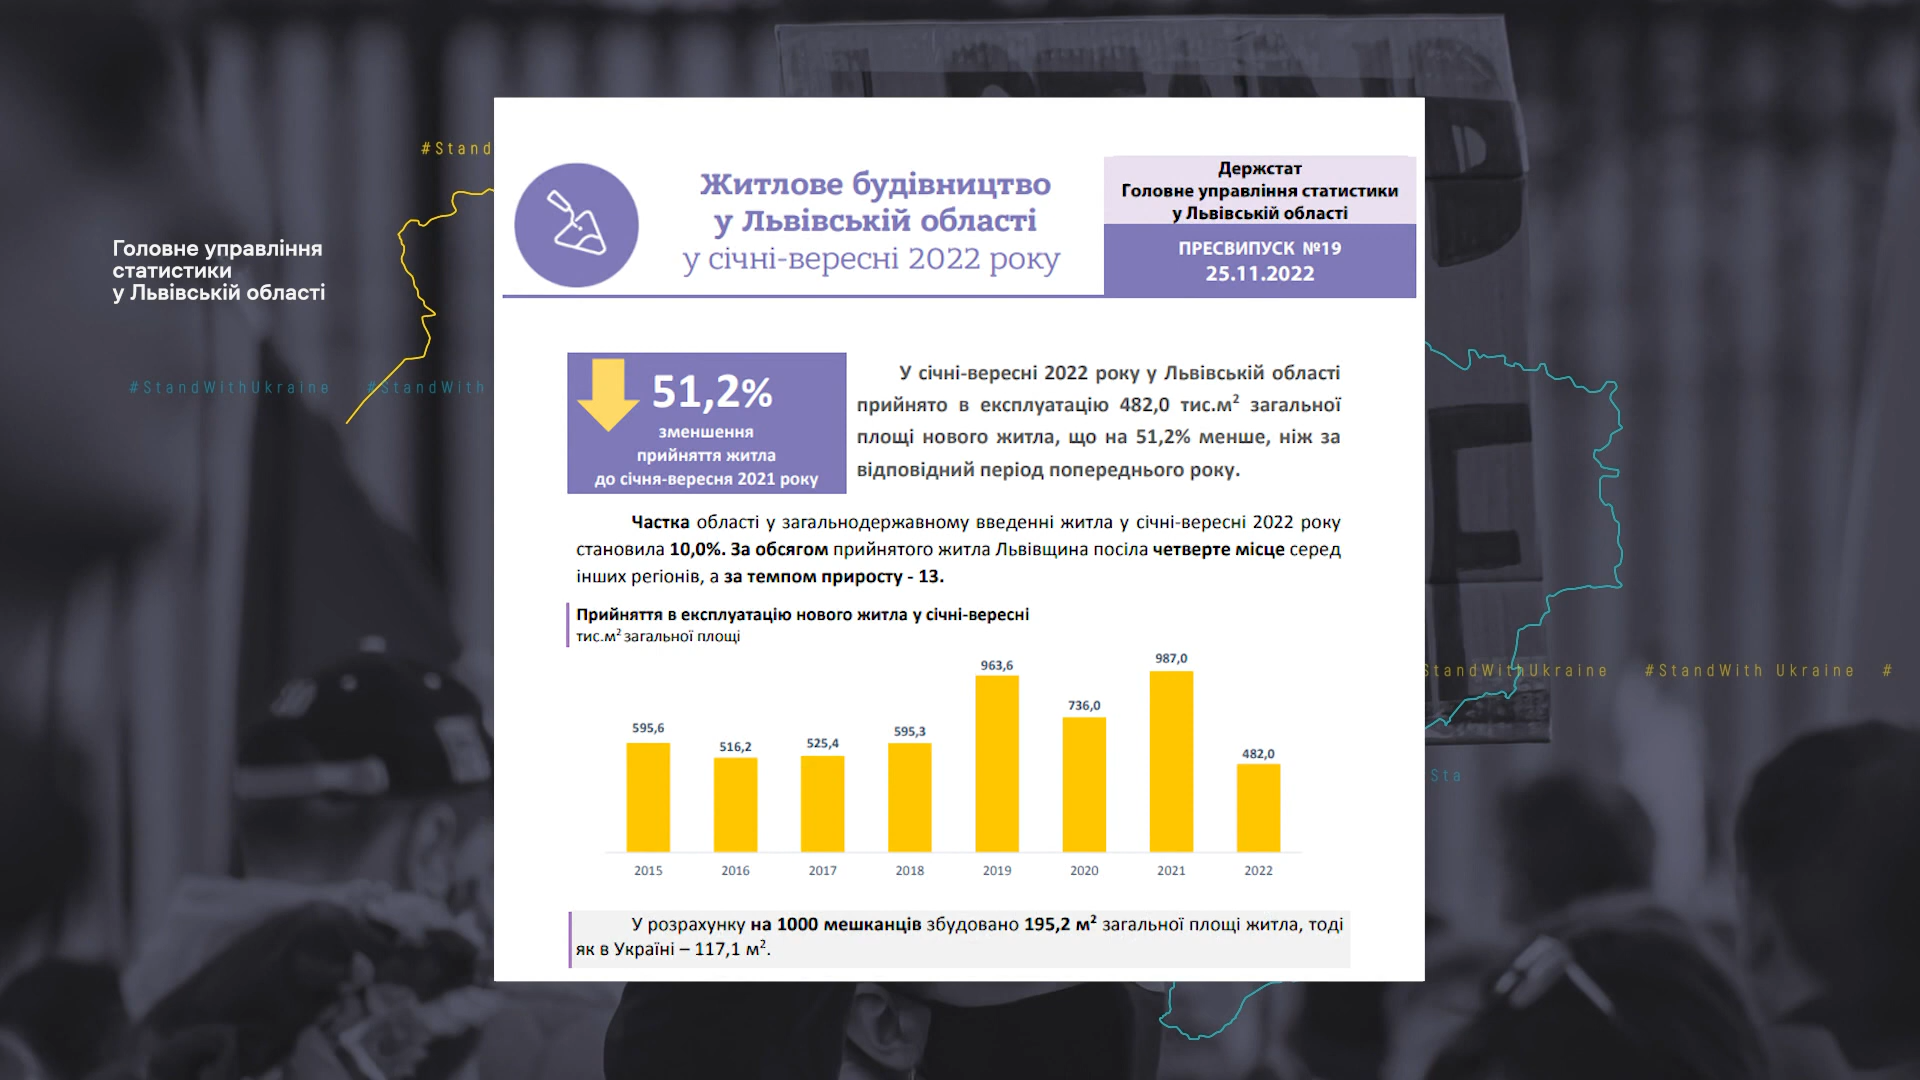 #Stand
Головне управління
статистики
у Львівській області
#StandWithUkraine #StandWith
Житлове будівництво
у Львівській області
у січні-вересні 2022 року
Держстат
Головне управління статистики
у Львівській області
ПРЕСВИПУСК №19
25.11.2022
51,2%
зменшення
прийняття житла
до січня-вересня 2021 року
У січні-вересні 2022 року у Львівській області
прийнято в експлуатацію 482,0 тис.м² загальної
площі нового житла, що на 51,2% менше, ніж за
відповідний період попереднього року.
Частка області у загальнодержавному введенні житла у січні-вересні 2022 року
становила 10,0%. За обсягом прийнятого житла Львівщина посіла четверте місце серед
інших регіонів, а за темпом приросту - 13.
Прийняття в експлуатацію нового житла у січні-вересні
тис.м² загальної площі
595,6 516,2 525,4 595,3 963,6 736,0 987,0 482,0
2015 2016 2017 2018 2019 2020 2021 2022
У розрахунку на 1000 мешканців збудовано 195,2 м² загальної площі житла, тоді
як в Україні – 117,1 м².
StandWithUkraine #StandWith Ukraine #
Sta